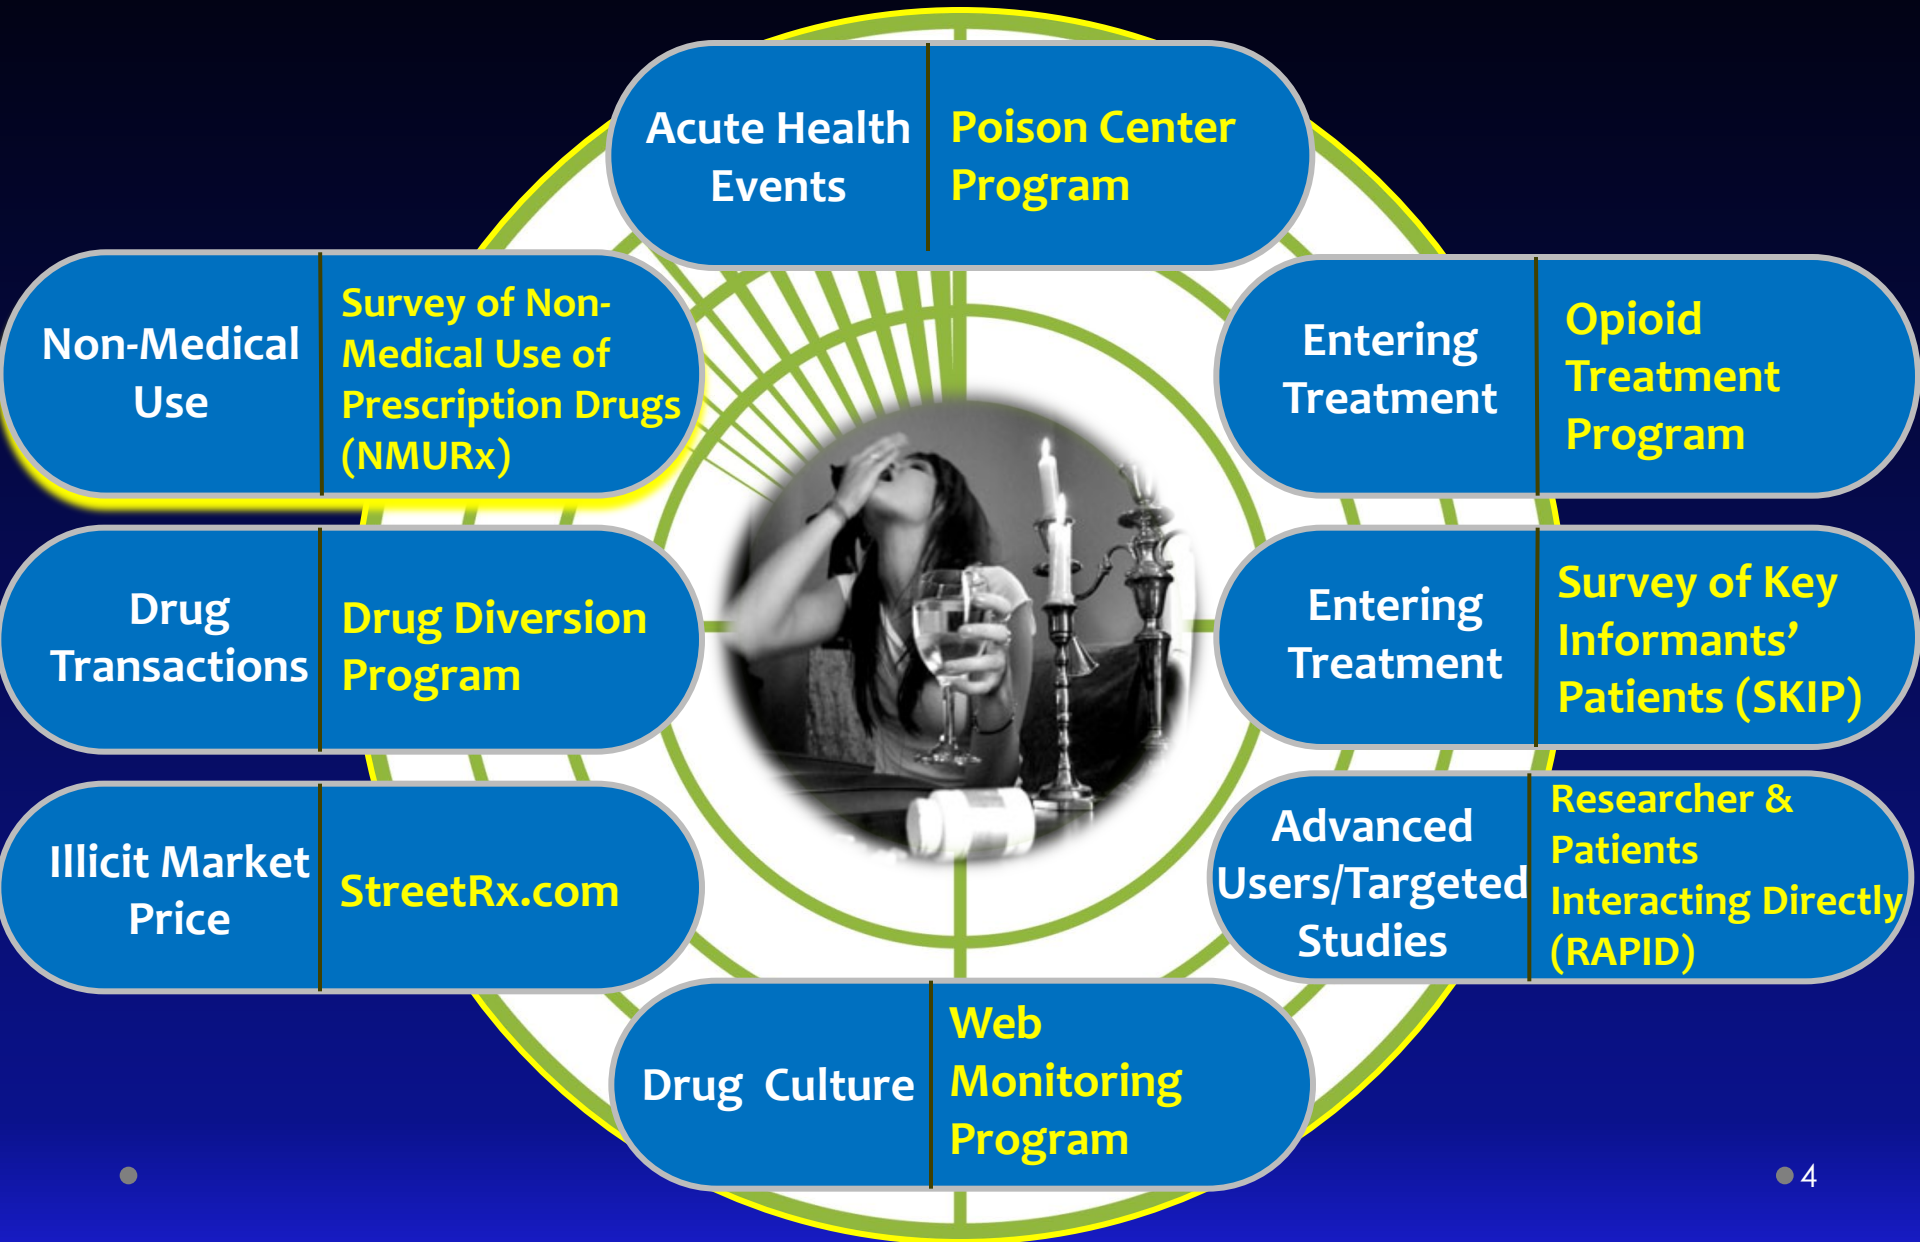 Acute Health
Events
Poison Center
Program
Non-Medical
Use
Survey of Non-
Medical Use of
Prescription Drugs
(NMURx)
Entering
Treatment
Opioid
Treatment
Program
Drug
Transactions
Drug Diversion
Program
Entering
Treatment
Survey of Key
Informants’
Patients (SKIP)
Illicit Market
Price
StreetRx.com
Advanced
Users/Targeted
Studies
Researcher &
Patients
Interacting Directly
(RAPID)
Drug  Culture
Web
Monitoring
Program
4